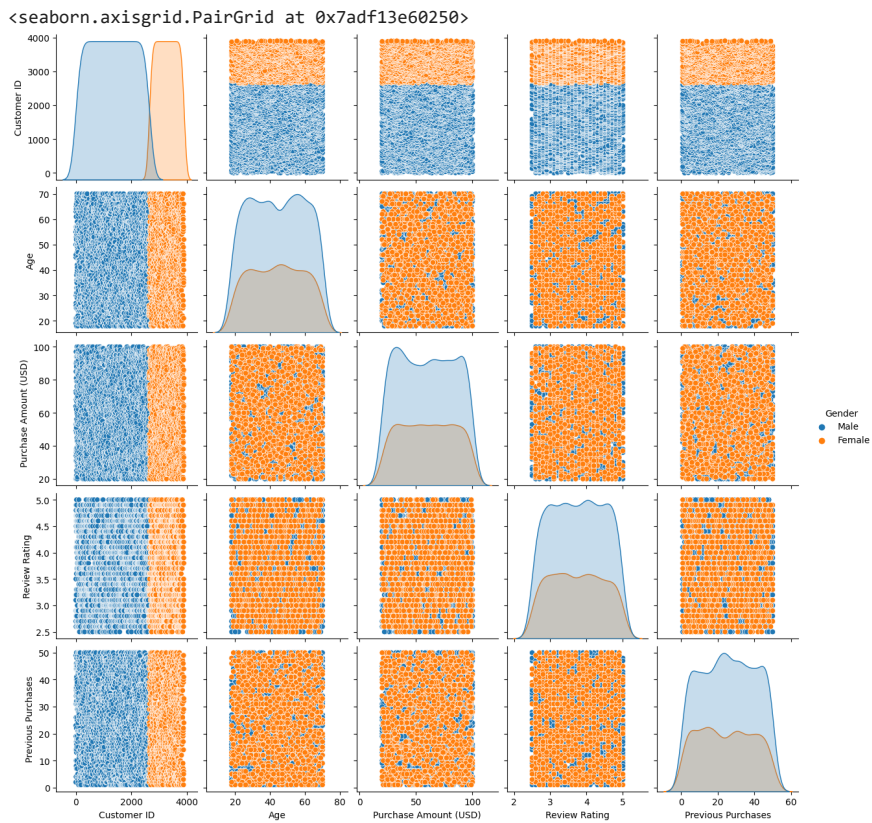 <seaborn.axisgrid.PairGrid at 0x7adf13e60250>
4000
3000
2000
1000
0
Customer ID
70
60
50
40
30
20
Age
100
80
60
40
20
Purchase Amount (USD)
Gender
Male
Female
5.0
4.5
4.0
3.5
3.0
2.5
Review Rating
50
40
30
20
10
0
Previous Purchases
0 2000 4000
20 40 60 80
0 50 100
2 3 4 5
0 20 40 60
Customer ID
Age
Purchase Amount (USD)
Review Rating
Previous Purchases